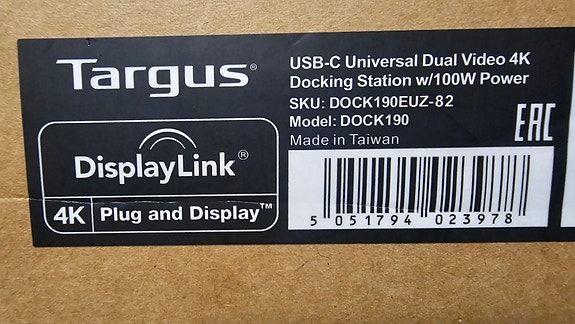 Targus®
DisplayLink®
4K Plug and Display™
USB-C Universal Dual Video 4K
Docking Station w/100W Power
SKU: DOCK190EUZ-82
Model: DOCK190
Made in Taiwan
EAC
5 051794 023978